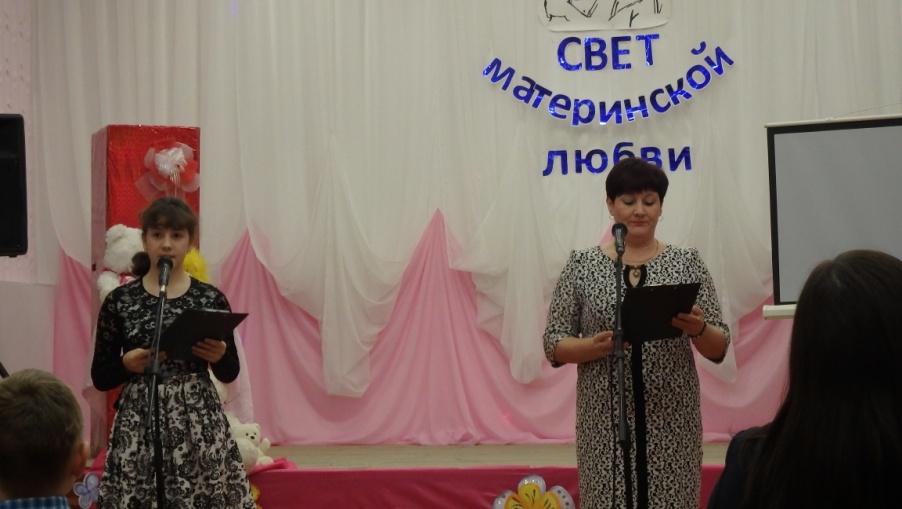 СВЕТ
материнской
любви